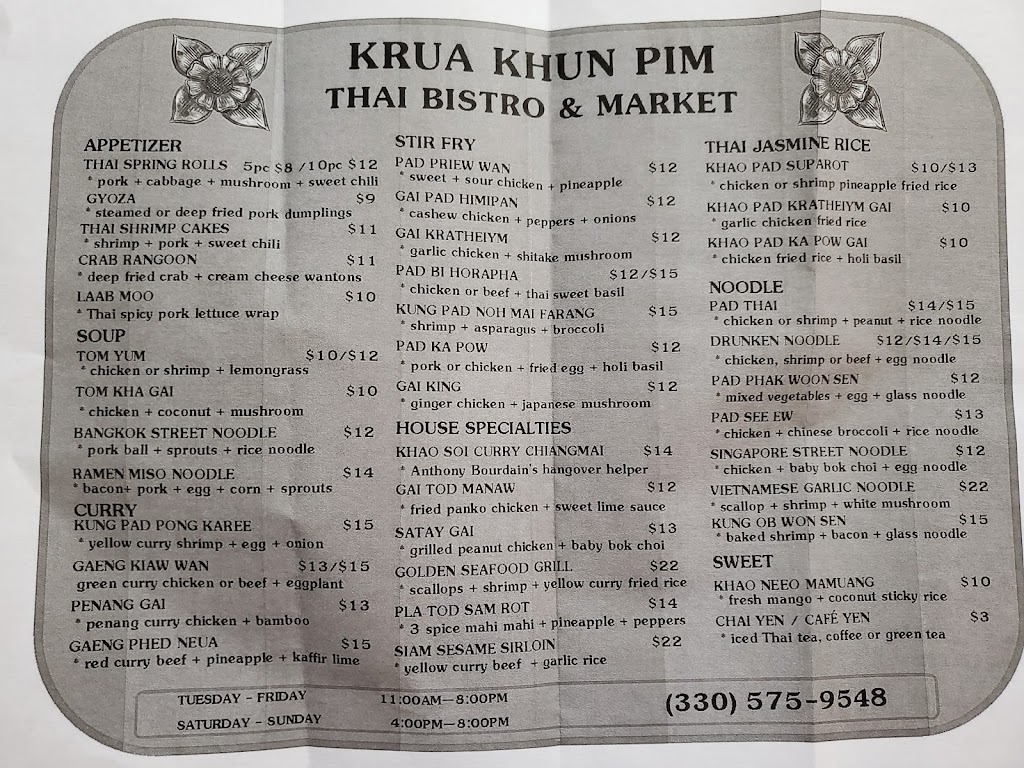 KRUA KHUN PIM
THAI BISTRO & MARKET
APPETIZER
THAI SPRING ROLLS 5pc $8 /10pc $12
* pork + cabbage + mushroom + sweet chili
GYOZA $9
* steamed or deep fried pork dumplings
THAI SHRIMP CAKES $11
* shrimp + pork + sweet chili
CRAB RANGOON $11
* deep fried crab + cream cheese wantons
LAAB MOO $10
* Thai spicy pork lettuce wrap
SOUP
TOM YUM $10/$12
* chicken or shrimp + lemongrass
TOM KHA GAI $10
* chicken + coconut + mushroom
BANGKOK STREET NOODLE $12
* pork ball + sprouts + rice noodle
RAMEN MISO NOODLE $14
* bacon+ pork + egg + corn + sprouts
CURRY
KUNG PAD PONG KAREE $15
* yellow curry shrimp + egg + onion
GAENG KIAW WAN $13/$15
green curry chicken or beef + eggplant
PENANG GAI $13
* penang curry chicken + bamboo
GAENG PHED NEUA $15
* red curry beef + pineapple + kaffir lime
STIR FRY
PAD PRIEW WAN $12
* sweet + sour chicken + pineapple
GAI PAD HIMIPAN $12
* cashew chicken + peppers + onions
GAI KRATHEIYM $12
* garlic chicken + shitake mushroom
PAD BI HORAPHA $12/$15
* chicken or beef + thai sweet basil
KUNG PAD NOH MAI FARANG $15
* shrimp + asparagus + broccoli
PAD KA POW $12
* pork or chicken + fried egg + holi basil
GAI KING $12
* ginger chicken + japanese mushroom
HOUSE SPECIALTIES
KHAO SOI CURRY CHIANGMAI $14
* Anthony Bourdain's hangover helper
GAI TOD MANAW $12
* fried panko chicken + sweet lime sauce
SATAY GAI $13
* grilled peanut chicken + baby bok choi
GOLDEN SEAFOOD GRILL $22
* scallops + shrimp + yellow curry fried rice
PLA TOD SAM ROT $14
* 3 spice mahi mahi + pineapple + peppers
SIAM SESAME SIRLOIN $22
* yellow curry beef + garlic rice
THAI JASMINE RICE
KHAO PAD SUPAROT $10/$13
* chicken or shrimp pineapple fried rice
KHAO PAD KRATHEIYM GAI $10
* garlic chicken fried rice
KHAO PAD KA POW GAI $10
* chicken fried rice + holi basil
NOODLE
PAD THAI $14/$15
* chicken or shrimp + peanut + rice noodle
DRUNKEN NOODLE $12/$14/$15
* chicken, shrimp or beef + egg noodle
PAD PHAK WOON SEN $12
* mixed vegetables + egg + glass noodle
PAD SEE EW $13
* chicken + chinese broccoli + rice noodle
SINGAPORE STREET NOODLE $12
* chicken + baby bok choi + egg noodle
VIETNAMESE GARLIC NOODLE $22
* scallop + shrimp + white mushroom
KUNG OB WON SEN $15
* baked shrimp + bacon + glass noodle
SWEET
KHAO NEEO MAMUANG $10
* fresh mango + coconut sticky rice
CHAI YEN / CAFÉ YEN $3
* iced Thai tea, coffee or green tea
TUESDAY - FRIDAY 11:00AM—8:00PM
SATURDAY - SUNDAY 4:00PM—8:00PM
(330) 575-9548